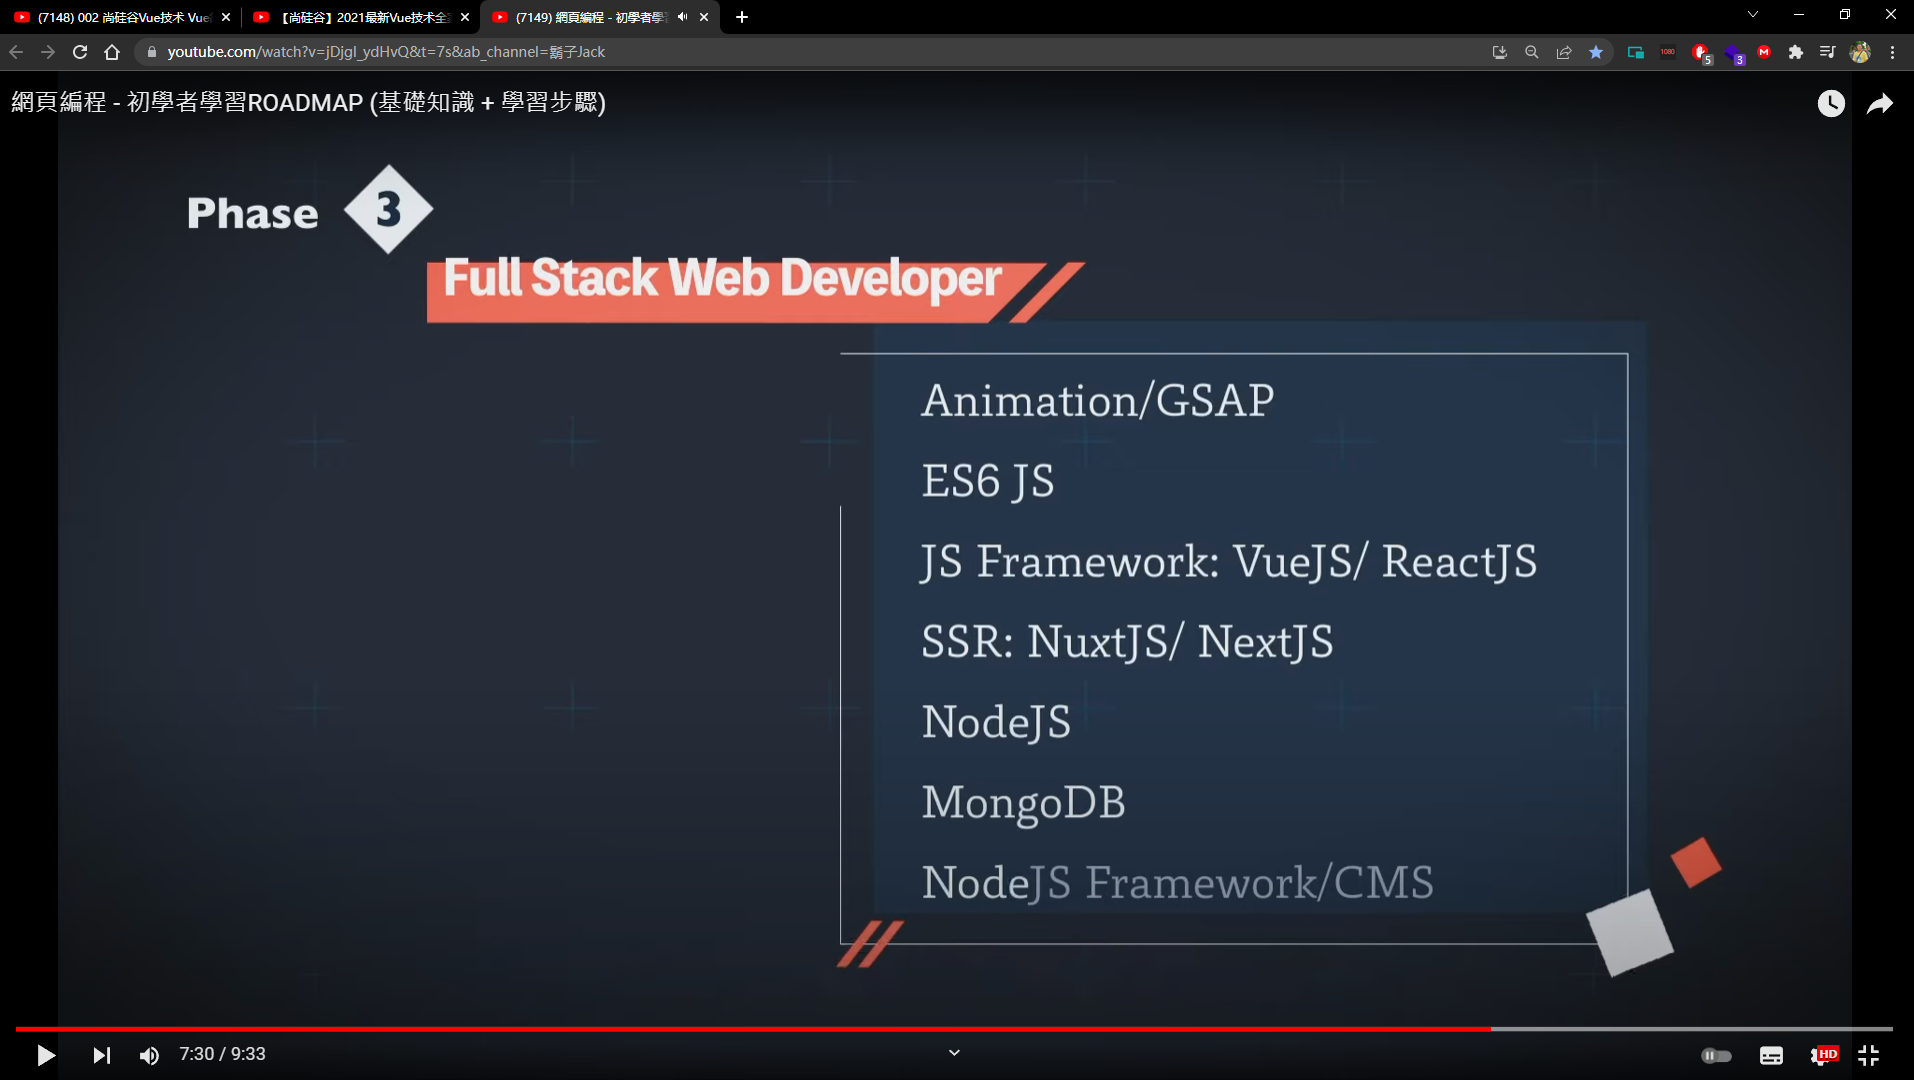 (7148) 002 尚硅谷Vue技术 Vue
【尚硅谷】2021最新Vue技术全
(7149) 網頁編程 - 初學者學
youtube.com/watch?v=jDjgI_ydHvQ&t=7s&ab_channel=鬍子Jack
1080
5
3
M
網頁編程 - 初學者學習ROADMAP (基礎知識 + 學習步驟)
Phase 3
Full Stack Web Developer
Animation/GSAP
ES6 JS
JS Framework: VueJS/ ReactJS
SSR: NuxtJS/ NextJS
NodeJS
MongoDB
NodeJS Framework/CMS
7:30 / 9:33
HD